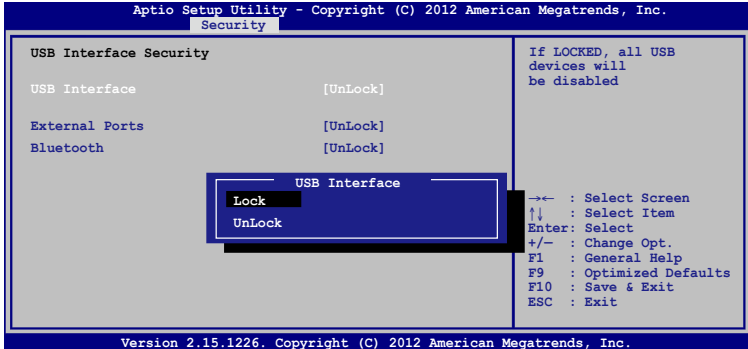 Aptio Setup Utility - Copyright (C) 2012 American Megatrends, Inc.
Security
USB Interface Security
USB Interface [UnLock]
External Ports [UnLock]
Bluetooth [UnLock]
USB Interface
Lock
UnLock
If LOCKED, all USB
devices will
be disabled
→← : Select Screen
↑↓ : Select Item
Enter: Select
+/— : Change Opt.
F1 : General Help
F9 : Optimized Defaults
F10 : Save & Exit
ESC : Exit
Version 2.15.1226. Copyright (C) 2012 American Megatrends, Inc.